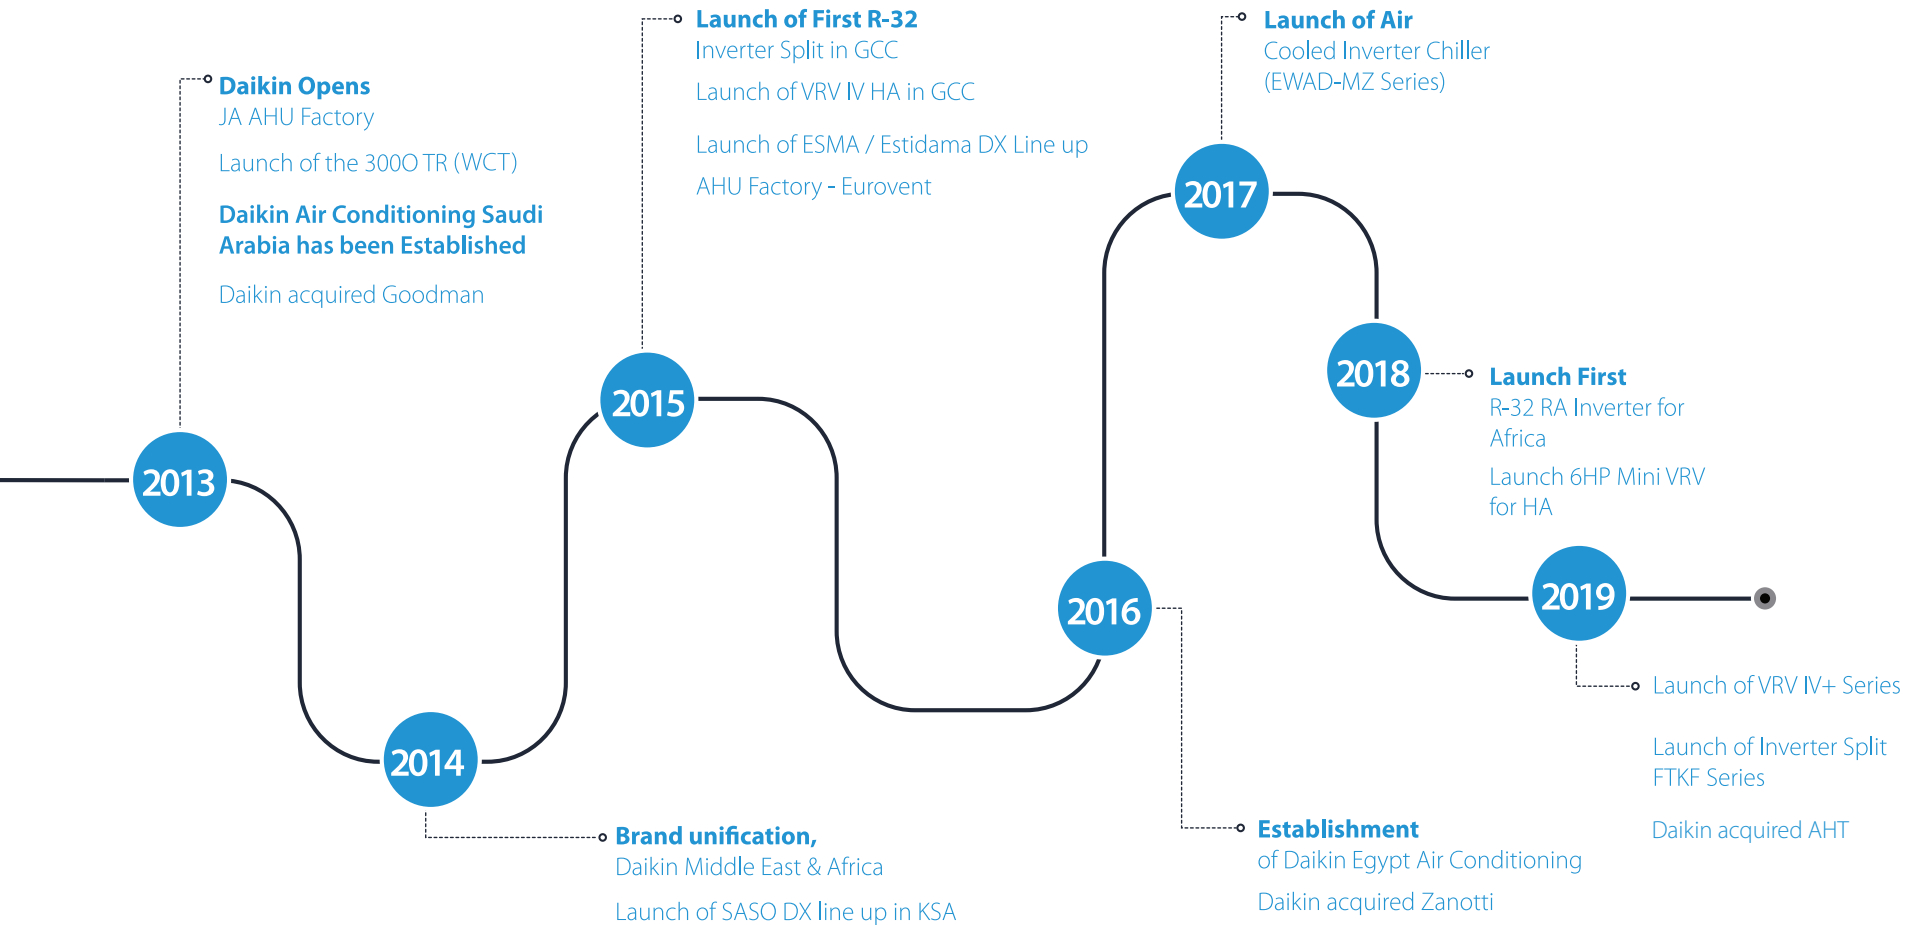 2013
Daikin Opens
JA AHU Factory
Launch of the 300O TR (WCT)
Daikin Air Conditioning Saudi
Arabia has been Established
Daikin acquired Goodman
2014
Brand unification,
Daikin Middle East & Africa
Launch of SASO DX line up in KSA
2015
Launch of First R-32
Inverter Split in GCC
Launch of VRV IV HA in GCC
Launch of ESMA / Estidama DX Line up
AHU Factory - Eurovent
2016
Establishment
of Daikin Egypt Air Conditioning
Daikin acquired Zanotti
2017
Launch of Air
Cooled Inverter Chiller
(EWAD-MZ Series)
2018
Launch First
R-32 RA Inverter for
Africa
Launch 6HP Mini VRV
for HA
2019
Launch of VRV IV+ Series
Launch of Inverter Split
FTKF Series
Daikin acquired AHT